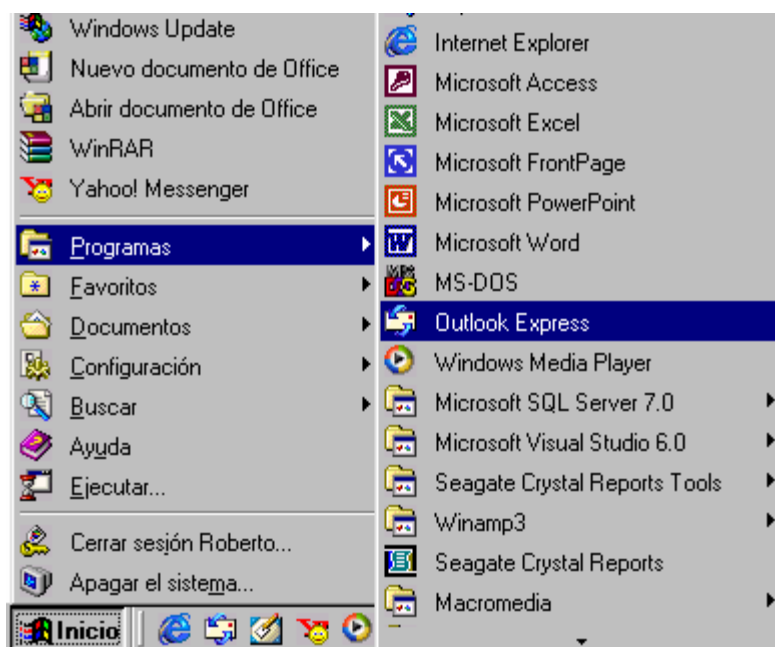 Windows Update
Nuevo documento de Office
Abrir documento de Office
WinRAR
Yahoo! Messenger
Programas
Favoritos
Documentos
Configuración
Buscar
Ayuda
Ejecutar...
Cerrar sesión Roberto...
Apagar el sistema...
Inicio
Internet Explorer
Microsoft Access
Microsoft Excel
Microsoft FrontPage
Microsoft PowerPoint
Microsoft Word
MS-DOS
Outlook Express
Windows Media Player
Microsoft SQL Server 7.0
Microsoft Visual Studio 6.0
Seagate Crystal Reports Tools
Winamp3
Seagate Crystal Reports
Macromedia